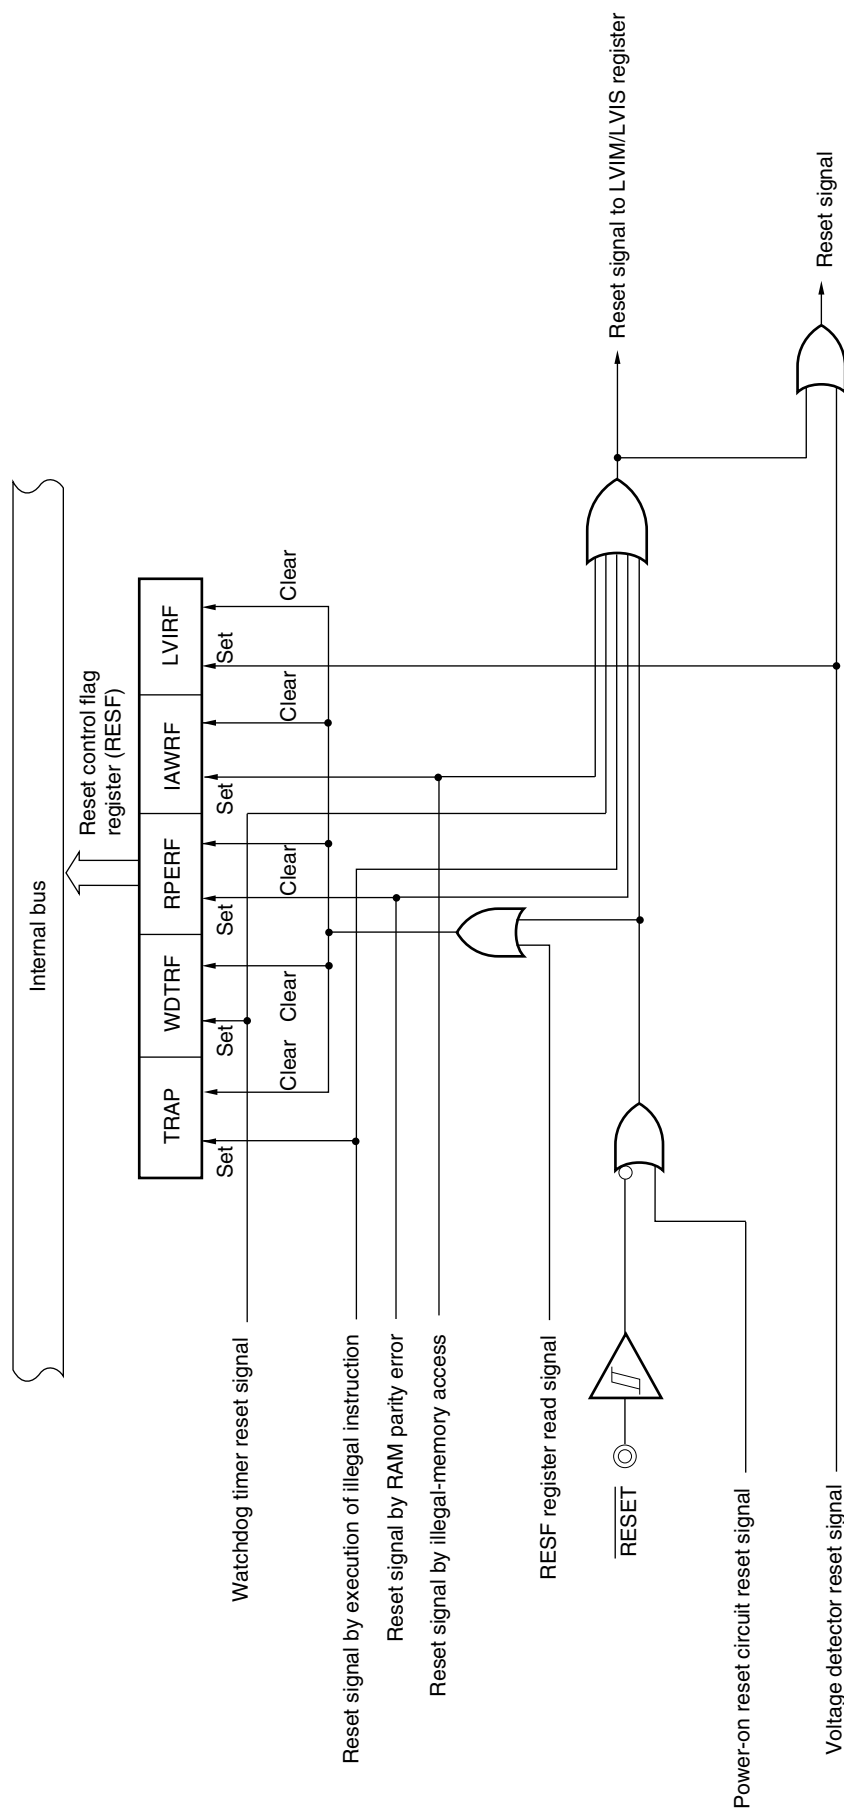 Internal bus
Reset control flag
register (RESF)
TRAP
WDTRF
RPERF
IAWRF
LVIRF
Set
Set
Set
Set
Set
Clear
Clear
Clear
Clear
Clear
Watchdog timer reset signal
Reset signal by execution of illegal instruction
Reset signal by RAM parity error
Reset signal by illegal-memory access
RESF register read signal
RESET
Power-on reset circuit reset signal
Voltage detector reset signal
Reset signal to LVIM/LVIS register
Reset signal